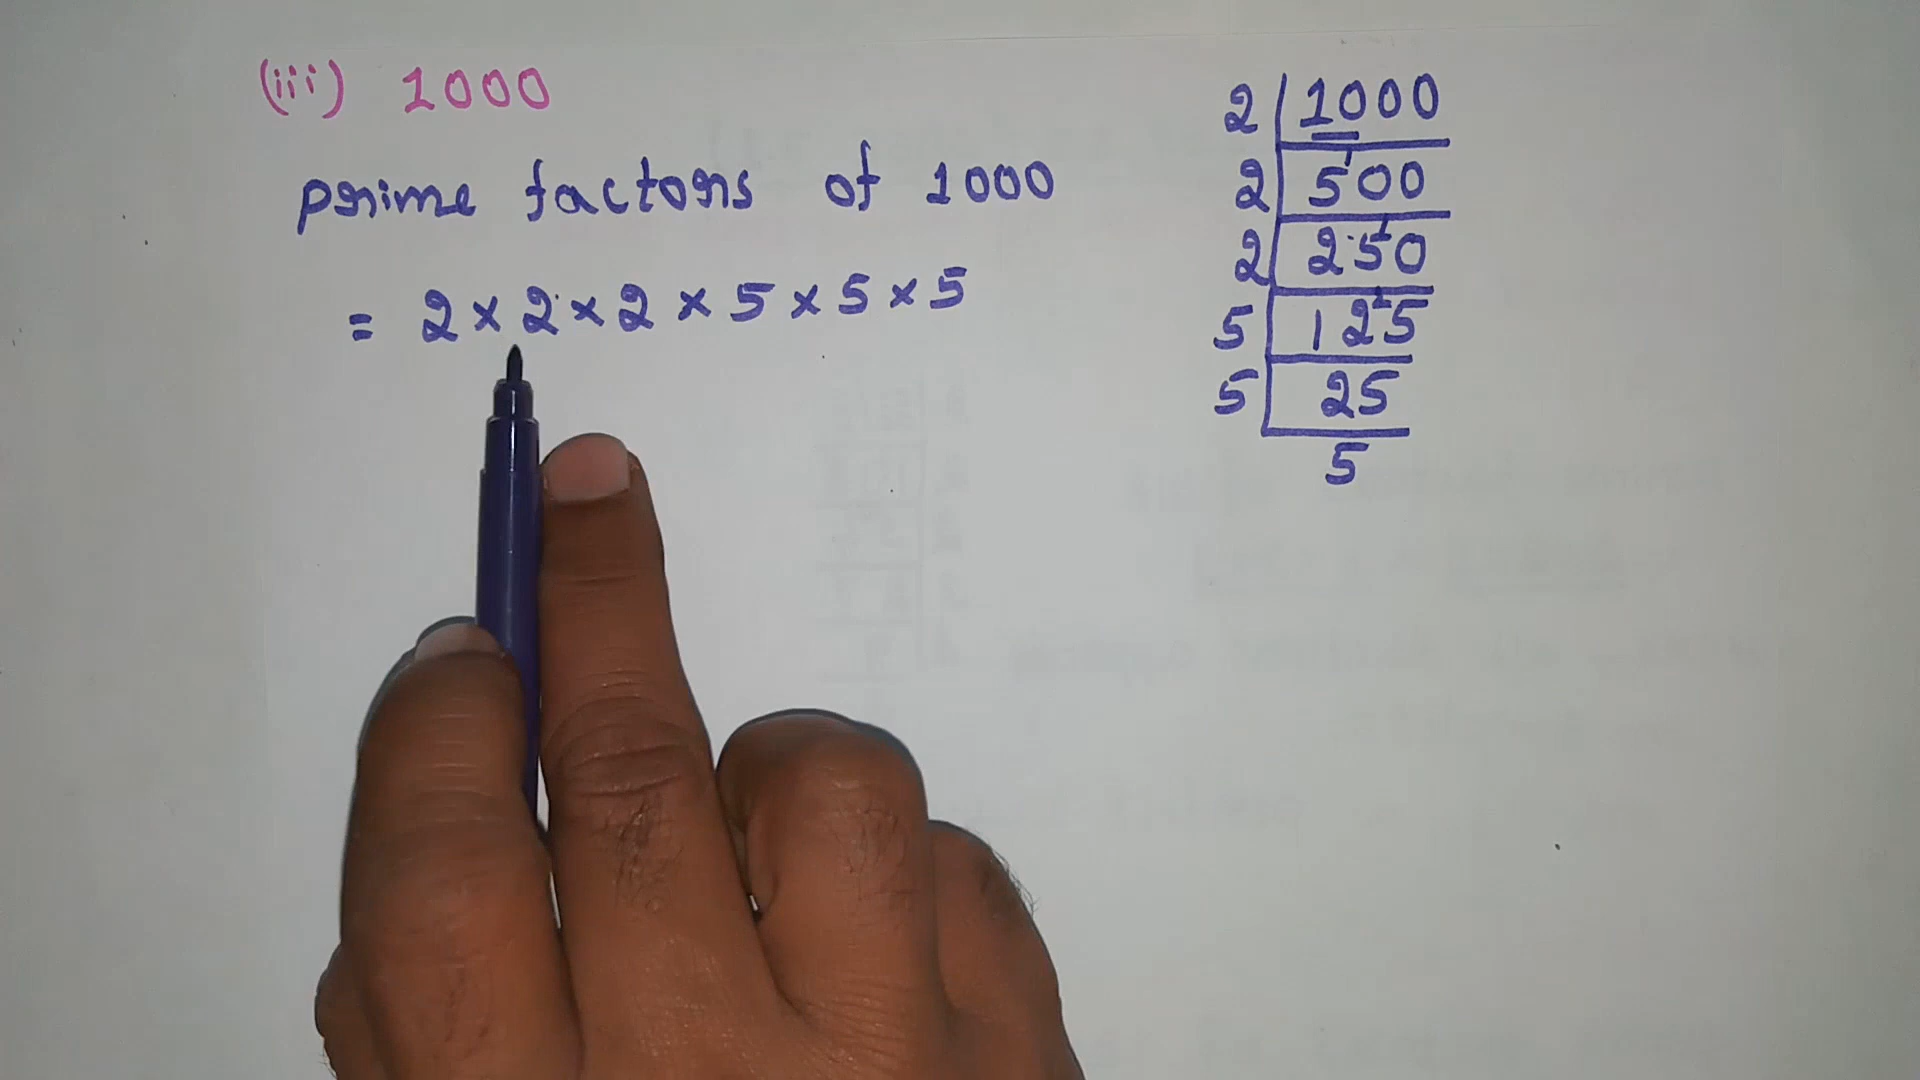 (iii) 1000
prime factors of 1000
= 2 × 2 × 2 × 5 × 5 × 5
2 | 1000
2 | 500
2 | 250
5 | 125
5 | 25
5